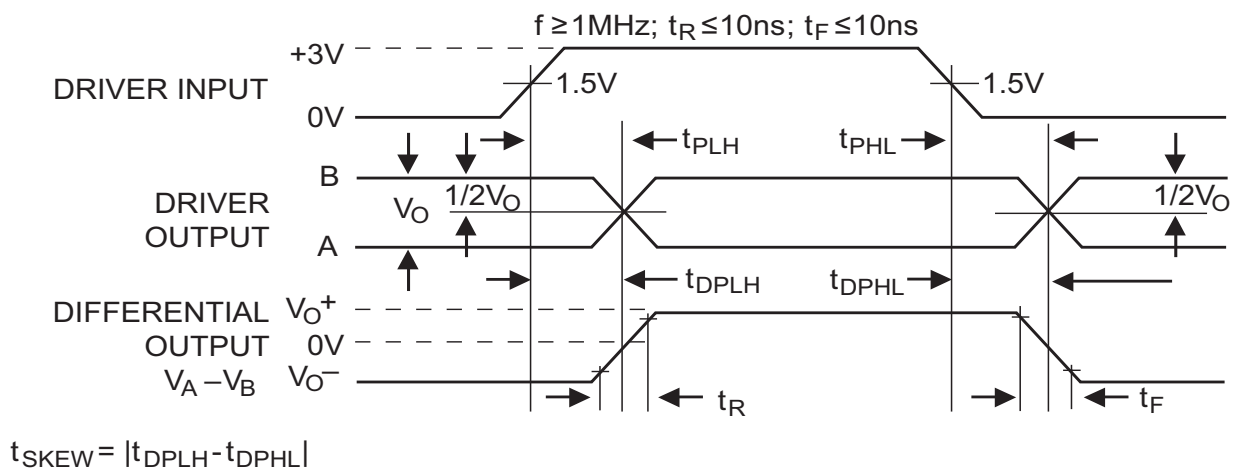 f ≥1MHz; tR ≤10ns; tF ≤10ns
+3V
DRIVER INPUT
1.5V
1.5V
0V
tPLH
tPHL
B
DRIVER OUTPUT
VO
1/2VO
1/2VO
A
tDPLH
tDPHL
DIFFERENTIAL OUTPUT
VA –VB
VO+
0V
VO–
tR
tF
tSKEW = |tDPLH - tDPHL|